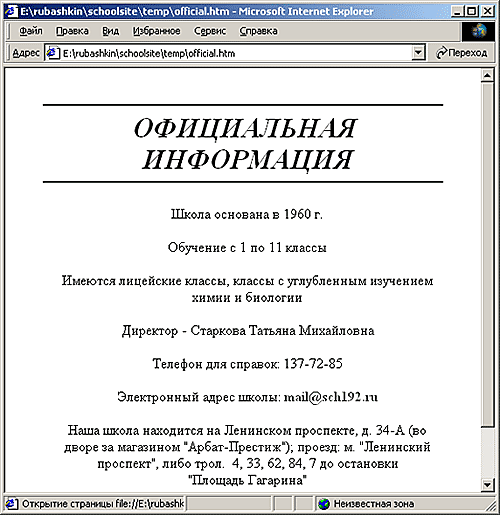 E:\rubashkin\schoolsite\temp\official.htm - Microsoft Internet Explorer
Файл Правка Вид Избранное Сервис Справка
Адрес E:\rubashkin\schoolsite\temp\official.htm Переход
ОФИЦИАЛЬНАЯ
ИНФОРМАЦИЯ
Школа основана в 1960 г.
Обучение с 1 по 11 классы
Имеются лицейские классы, классы с углубленным изучением
химии и биологии
Директор - Старкова Татьяна Михайловна
Телефон для справок: 137-72-85
Электронный адрес школы: mail@sch192.ru
Наша школа находится на Ленинском проспекте, д. 34-А (во
дворе за магазином "Арбат-Престиж"); проезд: м. "Ленинский
проспект", либо трол. 4, 33, 62, 84, 7 до остановки
"Площадь Гагарина"
Открытие страницы file://E:\rubashk Неизвестная зона